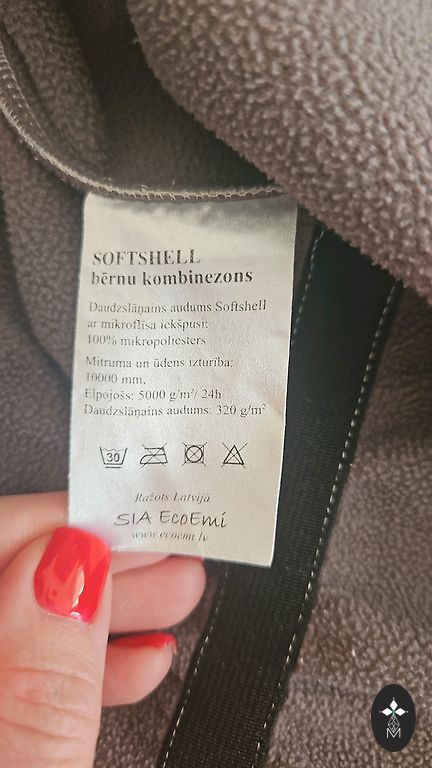 SOFTSHELL
bērnu kombinezons
Daudzslāņains audums Softshell
ar mikroflīsa iekšpusi:
100% mikropoliesters
Mitruma un ūdens izturība:
10000 mm,
Elpojošs: 5000 g/m²/ 24h
Daudzslāņains audums: 320 g/m²
30
Ražots Latvijā
SIA EcoEmi
www.ecoemi.lv
M